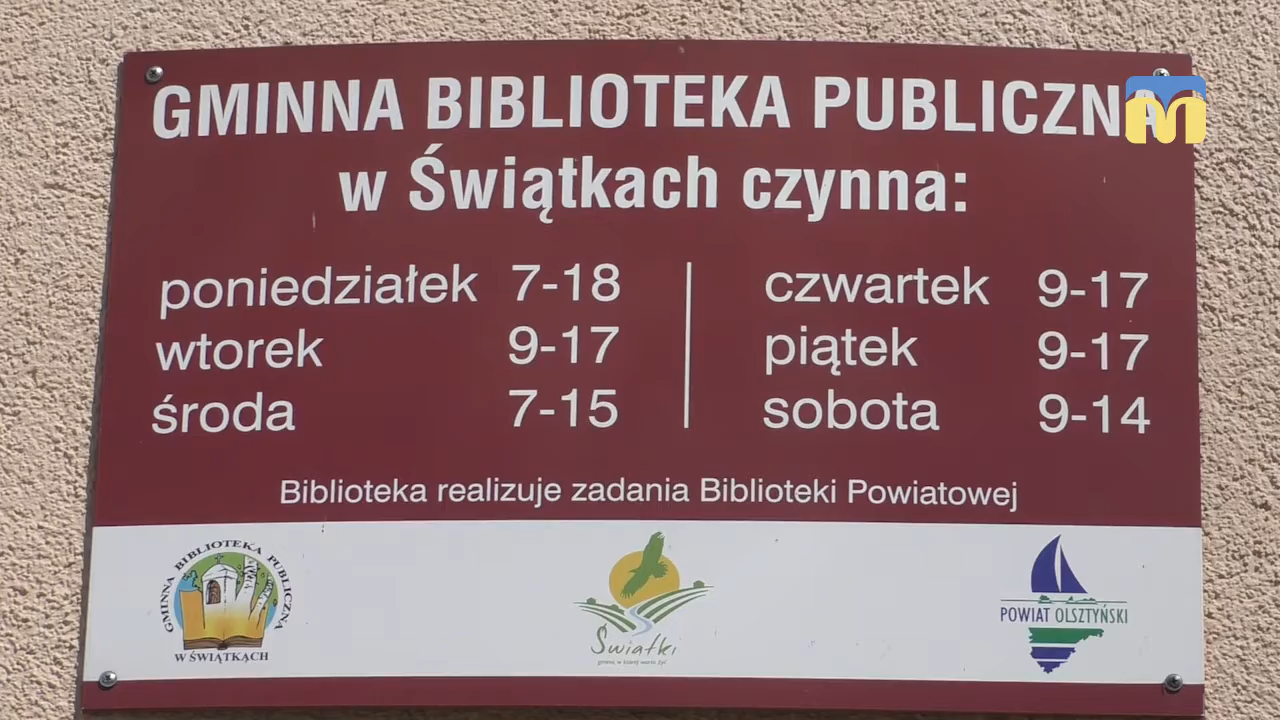 GMINNA BIBLIOTEKA PUBLICZNA
w Świątkach czynna:
poniedziałek 7-18
wtorek 9-17
środa 7-15
czwartek 9-17
piątek 9-17
sobota 9-14
Biblioteka realizuje zadania Biblioteki Powiatowej
GMINNA BIBLIOTEKA PUBLICZNA
W ŚWIĄTKACH
Świątki
gmina, w której warto żyć
POWIAT OLSZTYŃSKI
m